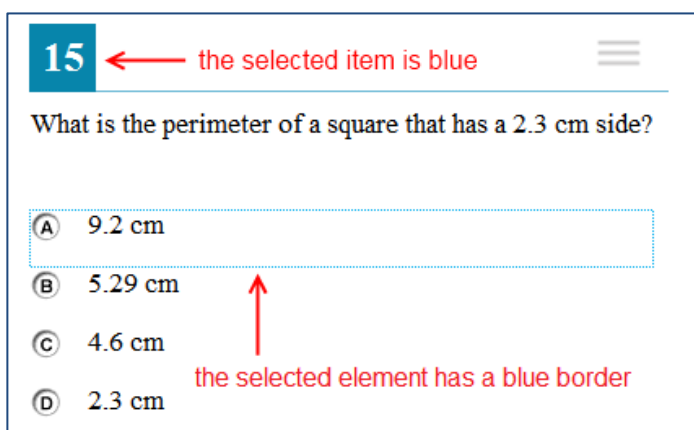 15
the selected item is blue
What is the perimeter of a square that has a 2.3 cm side?
A 9.2 cm
B 5.29 cm
C 4.6 cm
the selected element has a blue border
D 2.3 cm